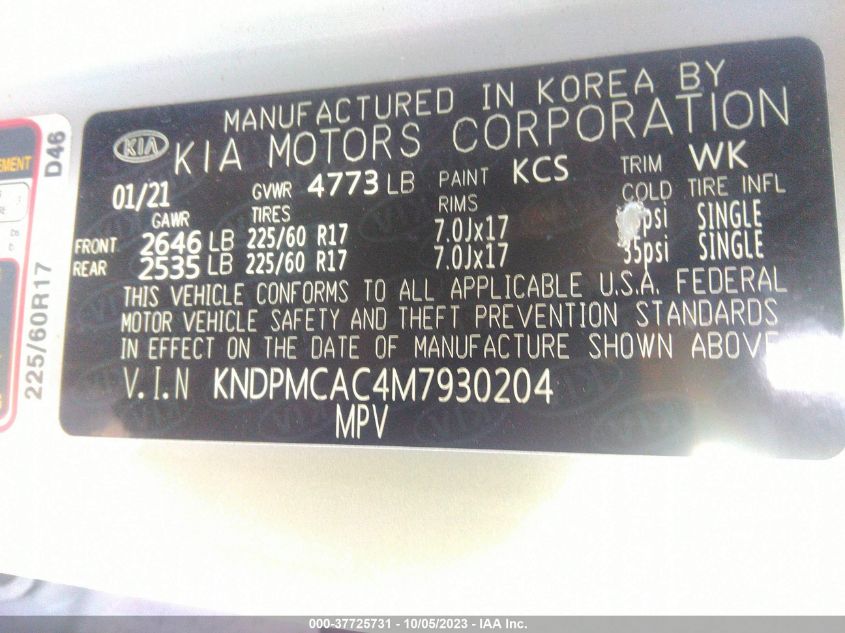 MANUFACTURED IN KOREA BY
KIA KIA MOTORS CORPORATION
01/21 GVWR 4773 LB PAINT KCS TRIM WK
GAWR TIRES RIMS COLD TIRE INFL
FRONT 2646 LB 225/60 R17 7.0Jx17 psi SINGLE
REAR 2535 LB 225/60 R17 7.0Jx17 35psi SINGLE
THIS VEHICLE CONFORMS TO ALL APPLICABLE U.S.A. FEDERAL
MOTOR VEHICLE SAFETY AND THEFT PREVENTION STANDARDS
IN EFFECT ON THE DATE OF MANUFACTURE SHOWN ABOVE.
V.I.N KNDPMCAC4M7930204
MPV
EMENT
D46
225/60R17
000-37725731 - 10/05/2023 - IAA Inc.